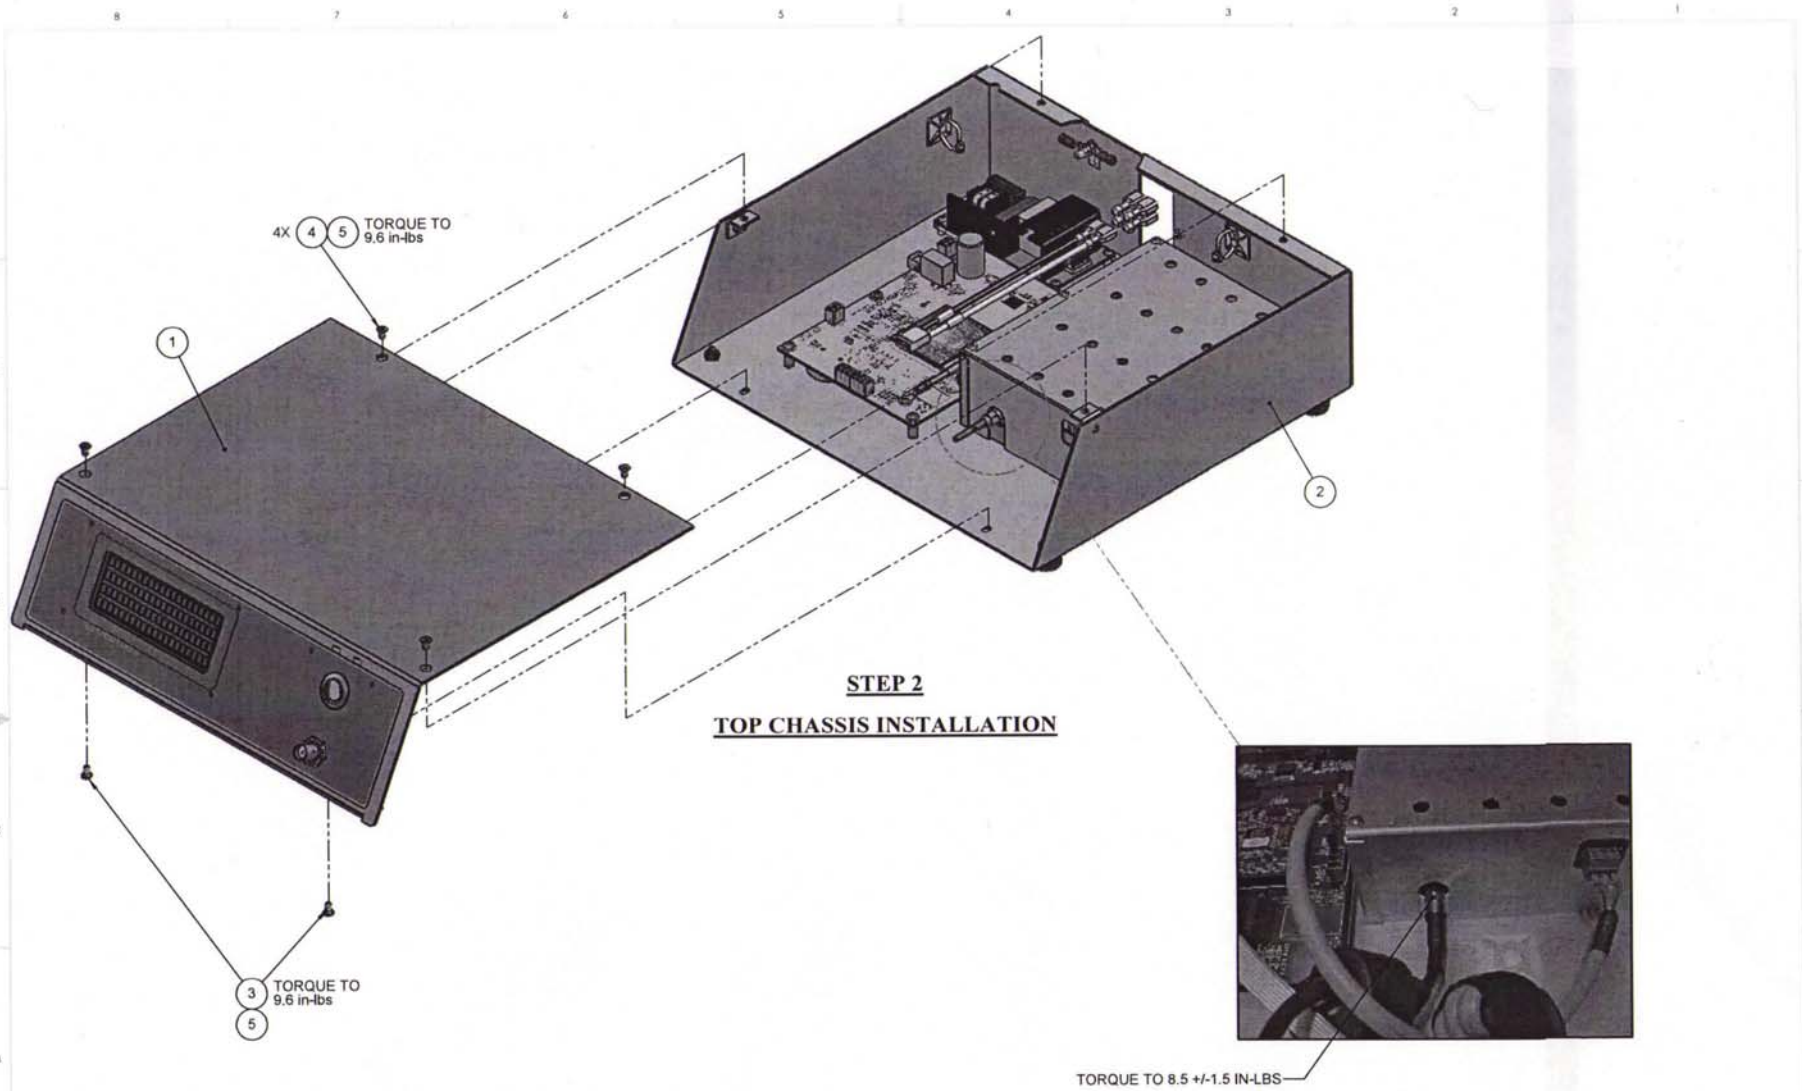 8 7 6 5 4 3 2 1
4X 4 5 TORQUE TO
9.6 in-lbs
1
2
STEP 2
TOP CHASSIS INSTALLATION
3 TORQUE TO
9.6 in-lbs
5
TORQUE TO 8.5 +/-1.5 IN-LBS